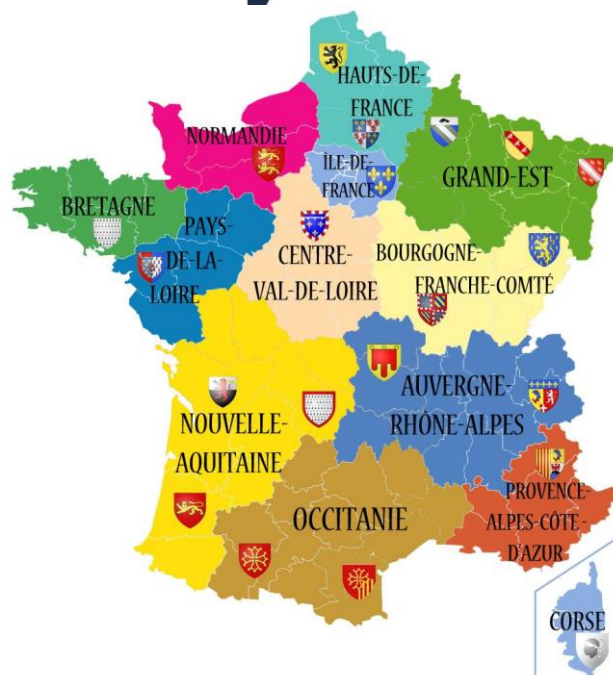 HAUTS-DE-
FRANCE
NORMANDIE
ÎLE-DE-
FRANCE
GRAND-EST
BRETAGNE
PAYS-
DE-LA-
LOIRE
CENTRE-
VAL-DE-LOIRE
BOURGOGNE-
FRANCHE-COMTÉ
NOUVELLE-
AQUITAINE
AUVERGNE-
RHÔNE-ALPES
OCCITANIE
PROVENCE-
ALPES-CÔTE-
D'AZUR
CORSE